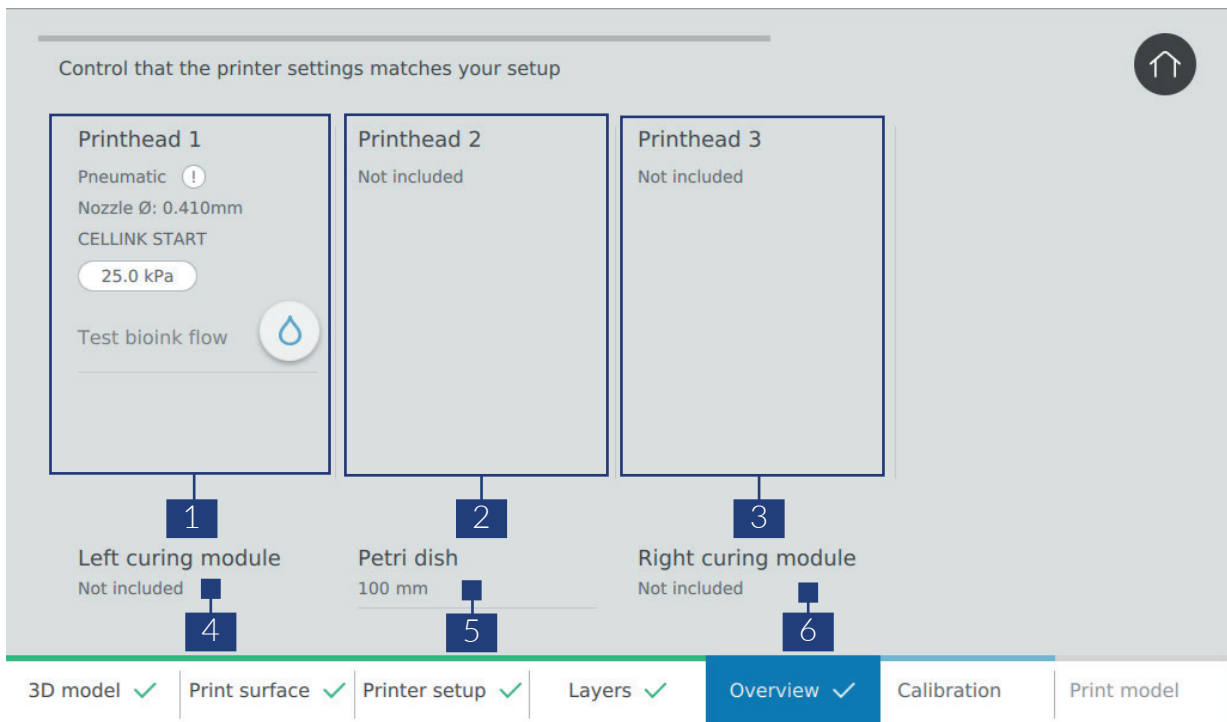 Control that the printer settings matches your setup
Printhead 1
Pneumatic !
Nozzle Ø: 0.410mm
CELLINK START
25.0 kPa
Test bioink flow
Printhead 2
Not included
Printhead 3
Not included
1
2
3
Left curing module
Not included
Petri dish
100 mm
Right curing module
Not included
4
5
6
3D model
Print surface
Printer setup
Layers
Overview
Calibration
Print model